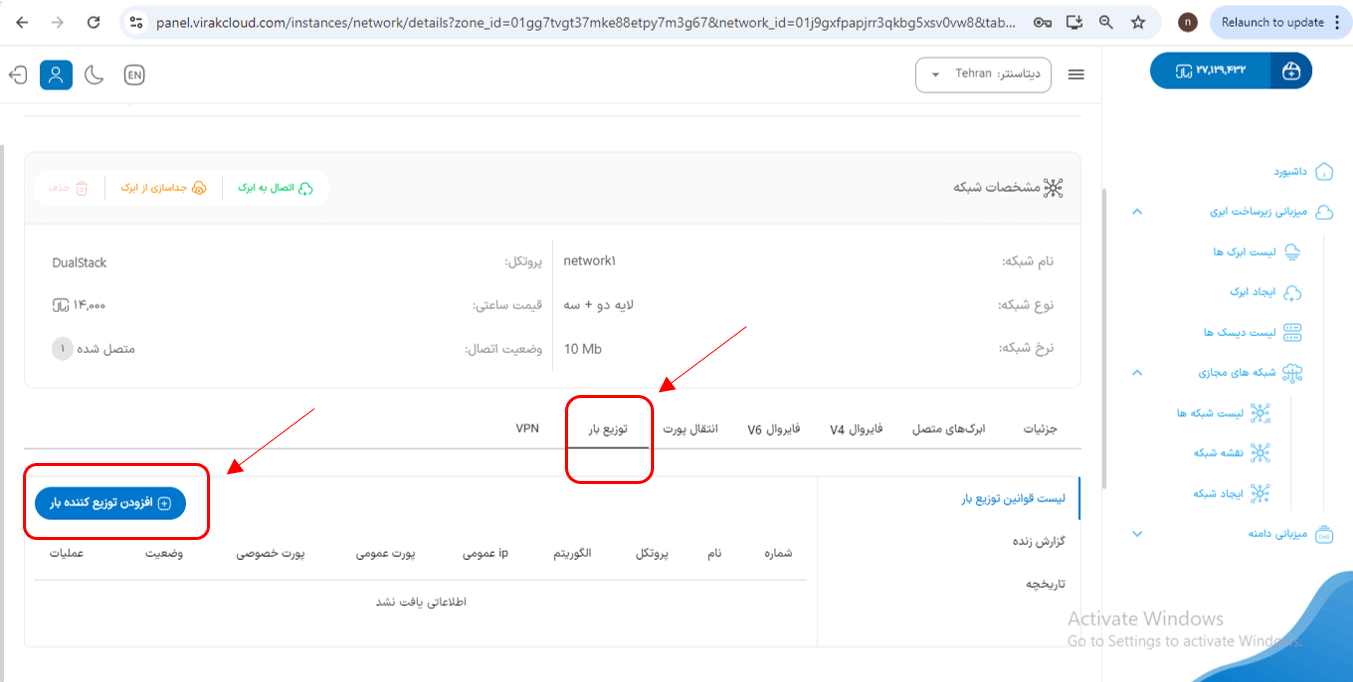 panel.virakcloud.com/instances/network/details?zone_id=01gg7tvgt37mke88etpy7m3g67&network_id=01j9gxfpapjrr3qkbg5xsv0vw8&tab...
n
Relaunch to update
EN
دیتاسنتر: Tehran
۲۷,۱۲۹,۴۳۲ ریال
داشبورد
میزبانی زیرساخت ابری
لیست ابرک ها
ایجاد ابرک
لیست دیسک ها
شبکه های مجازی
لیست شبکه ها
نقشه شبکه
ایجاد شبکه
میزبانی دامنه
DNS
مشخصات شبکه
اتصال به ابرک
جداسازی از ابرک
حذف
نام شبکه: network۱
پروتکل: DualStack
نوع شبکه: لایه دو + سه
قیمت ساعتی: ۱۴,۰۰۰ ریال
نرخ شبکه: 10 Mb
وضعیت اتصال: متصل شده ۱
جزئیات ابرک‌های متصل فایروال V4 فایروال V6 انتقال پورت توزیع بار VPN
لیست قوانین توزیع بار
گزارش زنده
تاریخچه
افزودن توزیع کننده بار
شماره نام پروتکل الگوریتم ip عمومی پورت عمومی پورت خصوصی وضعیت عملیات
اطلاعاتی یافت نشد
Activate Windows
Go to Settings to activate Windows.